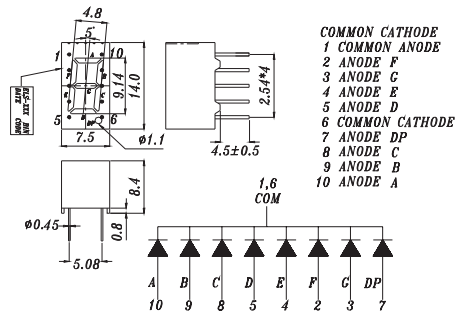 4.8
5°
1
10
A
F
B
G
E
C
D
DP
5
6
7.5
ø1.1
9.14
14.0
2.54*4
4.5±0.5
8.4
ø0.45
0.8
5.08
COMMON CATHODE
1 COMMON ANODE
2 ANODE F
3 ANODE G
4 ANODE E
5 ANODE D
6 COMMON CATHODE
7 ANODE DP
8 ANODE C
9 ANODE B
10 ANODE A
1,6
COM
A B C D E F G DP
10 9 8 5 4 2 3 7